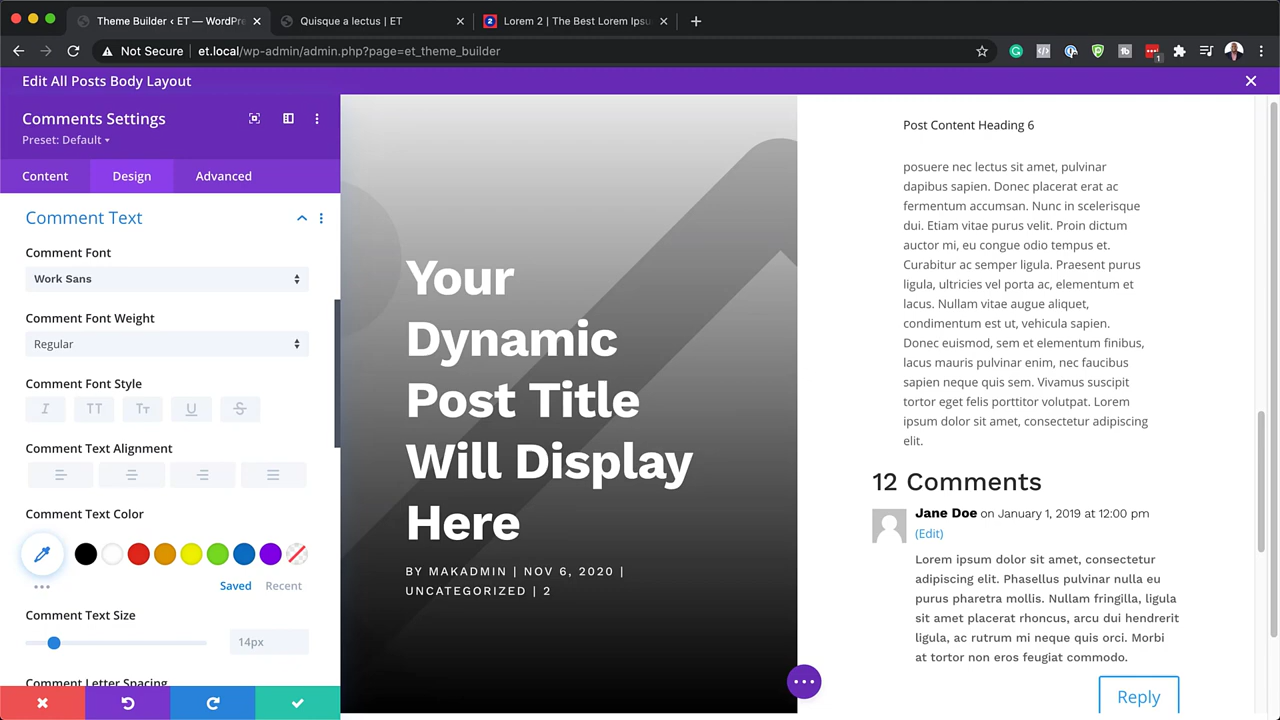 Theme Builder ‹ ET — WordPre
Quisque a lectus | ET
Lorem 2 | The Best Lorem Ipsu
Not Secure
et.local/wp-admin/admin.php?page=et_theme_builder
1
Edit All Posts Body Layout
Comments Settings
Preset: Default
Content
Design
Advanced
Comment Text
Comment Font
Work Sans
Comment Font Weight
Regular
Comment Font Style
I
TT
TT
U
S
Comment Text Alignment
Comment Text Color
Saved
Recent
Comment Text Size
14px
Comment Letter Spacing
Your
Dynamic
Post Title
Will Display
Here
BY MAKADMIN | NOV 6, 2020 |
UNCATEGORIZED | 2
Post Content Heading 6
posuere nec lectus sit amet, pulvinar
dapibus sapien. Donec placerat erat ac
fermentum accumsan. Nunc in scelerisque
dui. Etiam vitae purus velit. Proin dictum
auctor mi, eu congue odio tempus et.
Curabitur ac semper ligula. Praesent purus
ligula, ultricies vel porta ac, elementum et
lacus. Nullam vitae augue aliquet,
condimentum est ut, vehicula sapien.
Donec euismod, sem et elementum finibus,
lacus mauris pulvinar enim, nec faucibus
sapien neque quis sem. Vivamus suscipit
tortor eget felis porttitor volutpat. Lorem
ipsum dolor sit amet, consectetur adipiscing
elit.
12 Comments
Jane Doe on January 1, 2019 at 12:00 pm
(Edit)
Lorem ipsum dolor sit amet, consectetur
adipiscing elit. Phasellus pulvinar nulla eu
purus pharetra mollis. Nullam fringilla, ligula
sit amet placerat rhoncus, arcu dui hendrerit
ligula, ac rutrum mi neque quis orci. Morbi
at tortor non eros feugiat commodo.
Reply